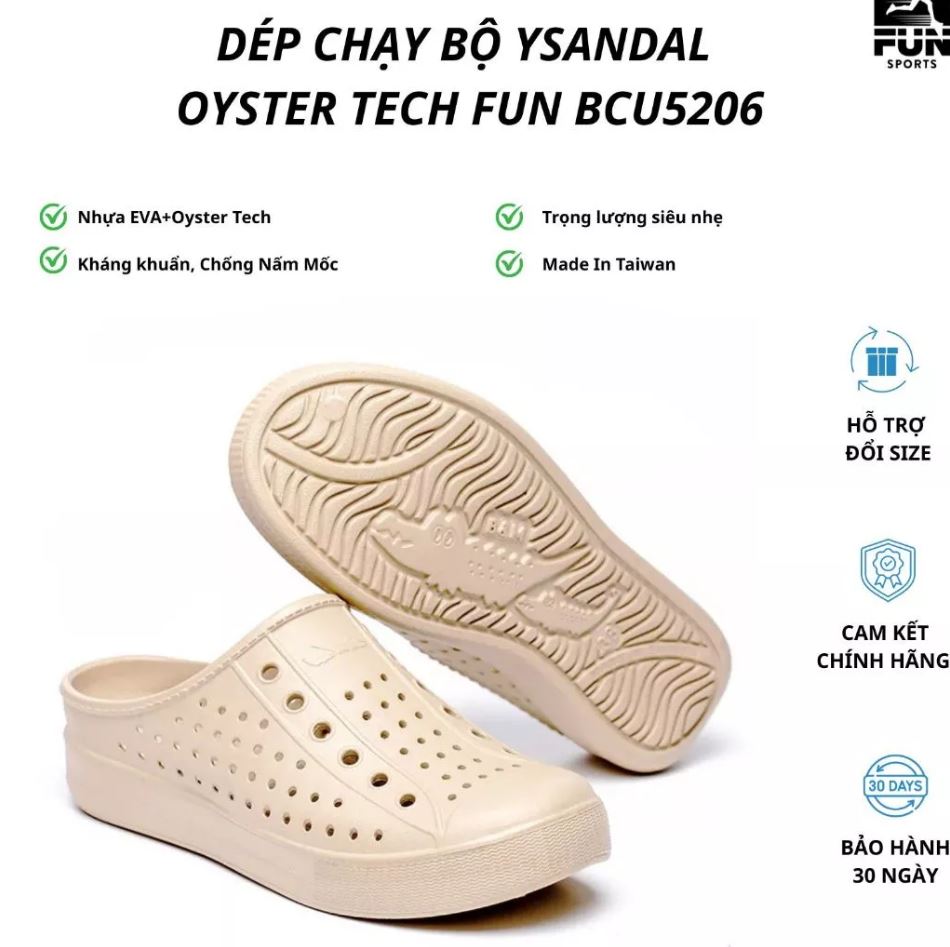 DÉP CHẠY BỘ YSANDAL
OYSTER TECH FUN BCU5206
FUN
SPORTS
Nhựa EVA+Oyster Tech
Trọng lượng siêu nhẹ
Kháng khuẩn, Chống Nấm Mốc
Made In Taiwan
HỖ TRỢ
ĐỔI SIZE
CAM KẾT
CHÍNH HÃNG
30 DAYS
BẢO HÀNH
30 NGÀY